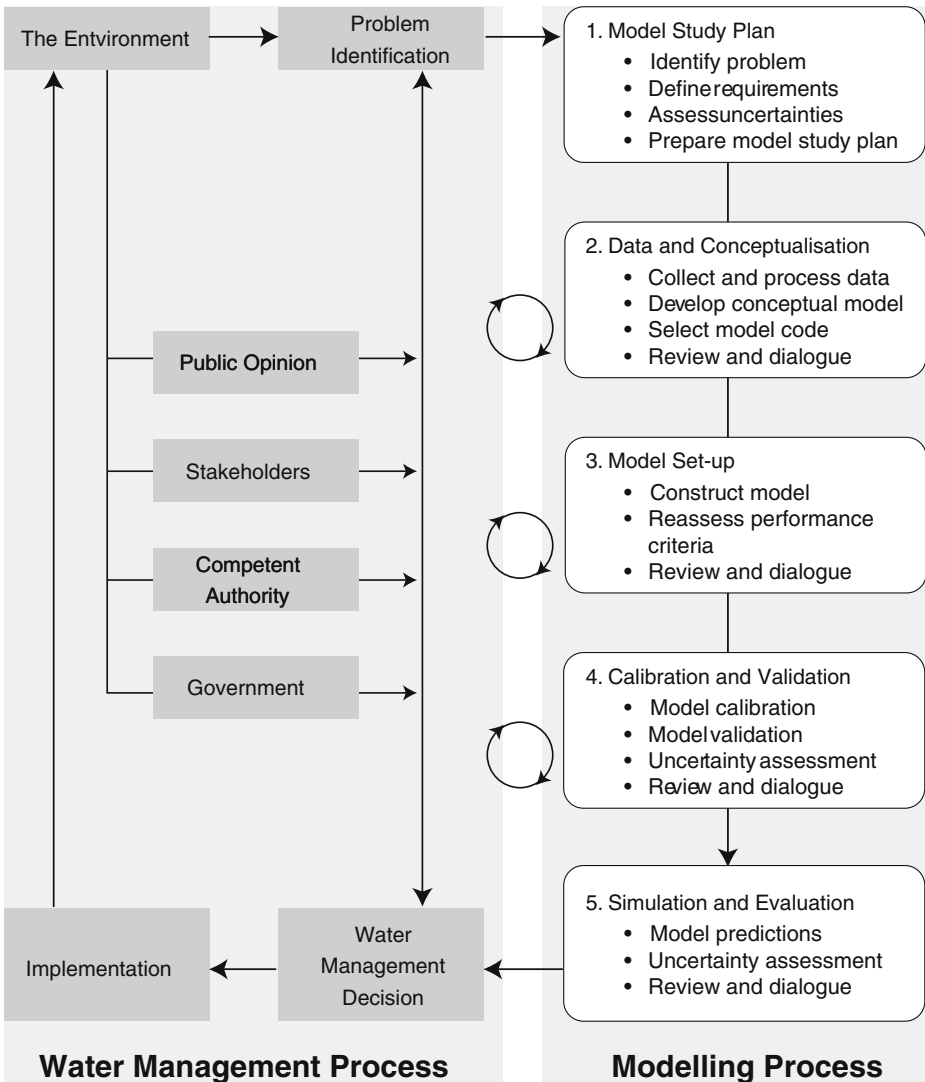 The Entvironment
Problem
Identification
1. Model Study Plan
• Identify problem
• Definerequirements
• Assessuncertainties
• Prepare model study plan
2. Data and Conceptualisation
• Collect and process data
• Develop conceptual model
• Select model code
• Review and dialogue
Public Opinion
Stakeholders
Competent
Authority
Government
3. Model Set-up
• Construct model
• Reassess performance
criteria
• Review and dialogue
4. Calibration and Validation
• Model calibration
• Modelvalidation
• Uncertainty assessment
• Review and dialogue
5. Simulation and Evaluation
• Model predictions
• Uncertainty assessment
• Review and dialogue
Water
Management
Decision
Implementation
Water Management Process
Modelling Process